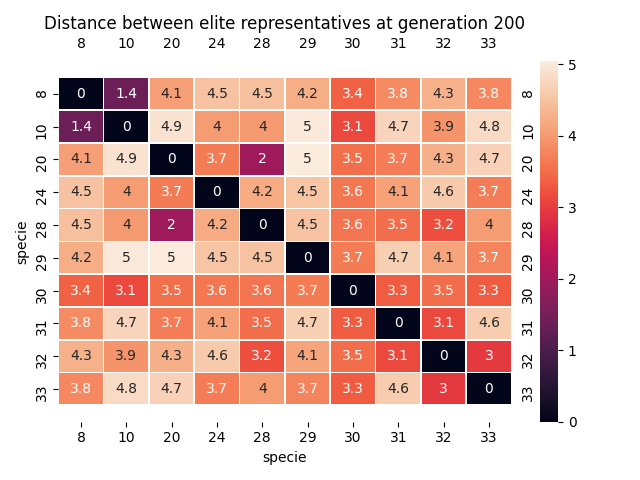 Distance between elite representatives at generation 200
8 10 20 24 28 29 30 31 32 33
8 0 1.4 4.1 4.5 4.5 4.2 3.4 3.8 4.3 3.8 8
10 1.4 0 4.9 4 4 5 3.1 4.7 3.9 4.8 10
20 4.1 4.9 0 3.7 2 5 3.5 3.7 4.3 4.7 20
24 4.5 4 3.7 0 4.2 4.5 3.6 4.1 4.6 3.7 24
28 4.5 4 2 4.2 0 4.5 3.6 3.5 3.2 4 28
29 4.2 5 5 4.5 4.5 0 3.7 4.7 4.1 3.7 29
30 3.4 3.1 3.5 3.6 3.6 3.7 0 3.3 3.5 3.3 30
31 3.8 4.7 3.7 4.1 3.5 4.7 3.3 0 3.1 4.6 31
32 4.3 3.9 4.3 4.6 3.2 4.1 3.5 3.1 0 3 32
33 3.8 4.8 4.7 3.7 4 3.7 3.3 4.6 3 0 33
8 10 20 24 28 29 30 31 32 33
specie
specie
5
4
3
2
1
0